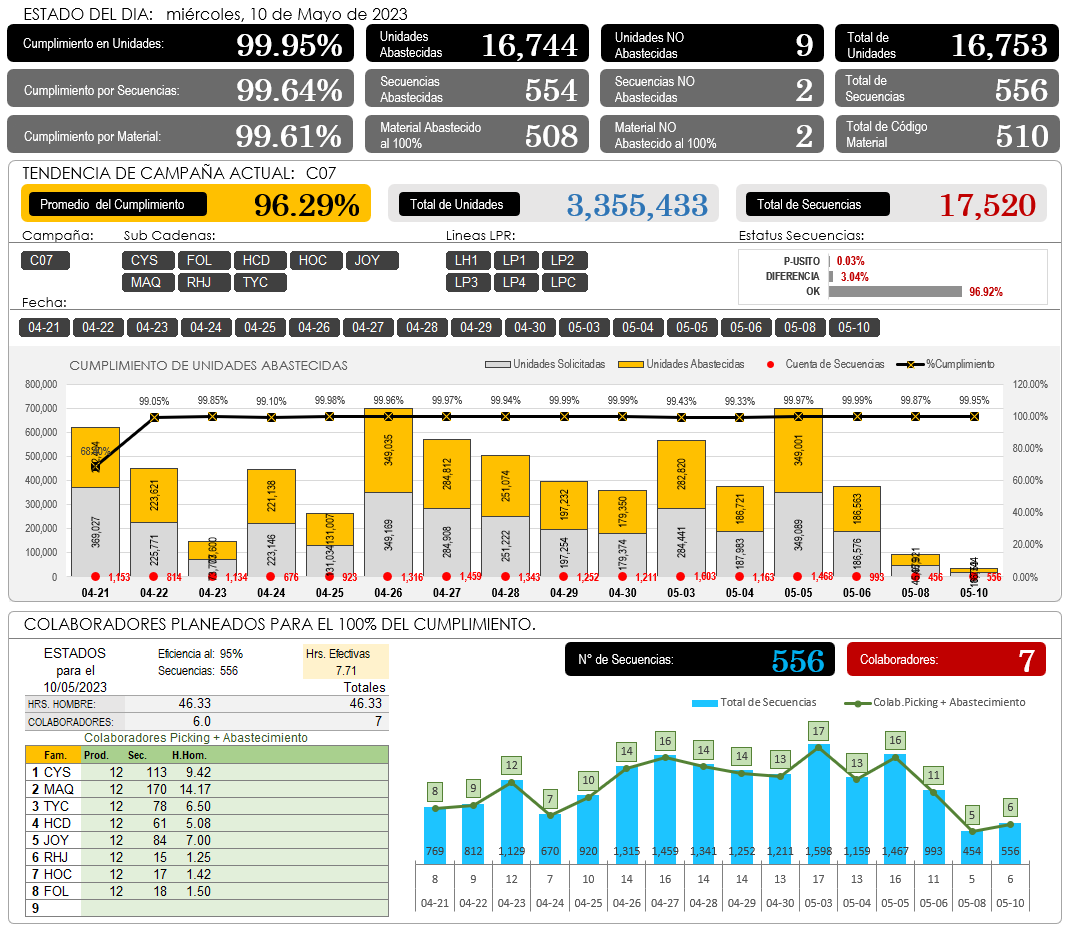 ESTADO DEL DIA: miércoles, 10 de Mayo de 2023
Cumplimiento en Unidades: 99.95%
Unidades Abastecidas 16,744
Unidades NO Abastecidas 9
Total de Unidades 16,753
Cumplimiento por Secuencias: 99.64%
Secuencias Abastecidas 554
Secuencias NO Abastecidas 2
Total de Secuencias 556
Cumplimiento por Material: 99.61%
Material Abastecido al 100% 508
Material NO Abastecido al 100% 2
Total de Código Material 510
TENDENCIA DE CAMPAÑA ACTUAL: C07
Promedio del Cumplimiento 96.29%
Total de Unidades 3,355,433
Total de Secuencias 17,520
Campaña: Sub Cadenas: Lineas LPR: Estatus Secuencias:
C07 CYS FOL HCD HOC JOY LH1 LP1 LP2
MAQ RHJ TYC LP3 LP4 LPC
P-USITO 0.03%
DIFERENCIA 3.04%
OK 96.92%
Fecha:
04-21 04-22 04-23 04-24 04-25 04-26 04-27 04-28 04-29 04-30 05-03 05-04 05-05 05-06 05-08 05-10
CUMPLIMIENTO DE UNIDADES ABASTECIDAS
Unidades Solicitadas Unidades Abastecidas Cuenta de Secuencias %Cumplimiento
800,000
700,000
600,000
500,000
400,000
300,000
200,000
100,000
0
120.00%
100.00%
80.00%
60.00%
40.00%
20.00%
0.00%
99.05% 99.85% 99.10% 99.98% 99.96% 99.97% 99.94% 99.99% 99.99% 99.43% 99.33% 99.97% 99.99% 99.87% 99.95%
223,621 221,138 131,007 349,035 284,812 251,074 197,232 179,350 282,820 186,721 349,001 186,563
369,027 225,771 223,146 131,034 349,169 284,908 251,222 197,254 179,374 284,441 187,983 349,089 186,576
1,153 814 1,134 676 923 1,316 1,459 1,343 1,252 1,211 1,603 1,163 1,468 993 456 556
04-21 04-22 04-23 04-24 04-25 04-26 04-27 04-28 04-29 04-30 05-03 05-04 05-05 05-06 05-08 05-10
COLABORADORES PLANEADOS PARA EL 100% DEL CUMPLIMIENTO.
ESTADOS para el 10/05/2023
Eficiencia al: 95%
Secuencias: 556
Hrs. Efectivas
7.71
Totales
HRS. HOMBRE: 46.33 46.33
COLABORADORES: 6.0 7
Colaboradores Picking + Abastecimiento
Fam. Prod. Sec. H.Hom.
1 CYS 12 113 9.42
2 MAQ 12 170 14.17
3 TYC 12 78 6.50
4 HCD 12 61 5.08
5 JOY 12 84 7.00
6 RHJ 12 15 1.25
7 HOC 12 17 1.42
8 FOL 12 18 1.50
9
N° de Secuencias: 556
Colaboradores: 7
Total de Secuencias Colab.Picking + Abastecimiento
8 9 12 7 10 14 16 14 14 13 17 13 16 11 5 6
769 812 1,129 670 920 1,315 1,459 1,341 1,252 1,211 1,598 1,159 1,467 993 454 556
8 9 12 7 10 14 16 14 14 13 17 13 16 11 5 6
04-21 04-22 04-23 04-24 04-25 04-26 04-27 04-28 04-29 04-30 05-03 05-04 05-05 05-06 05-08 05-10